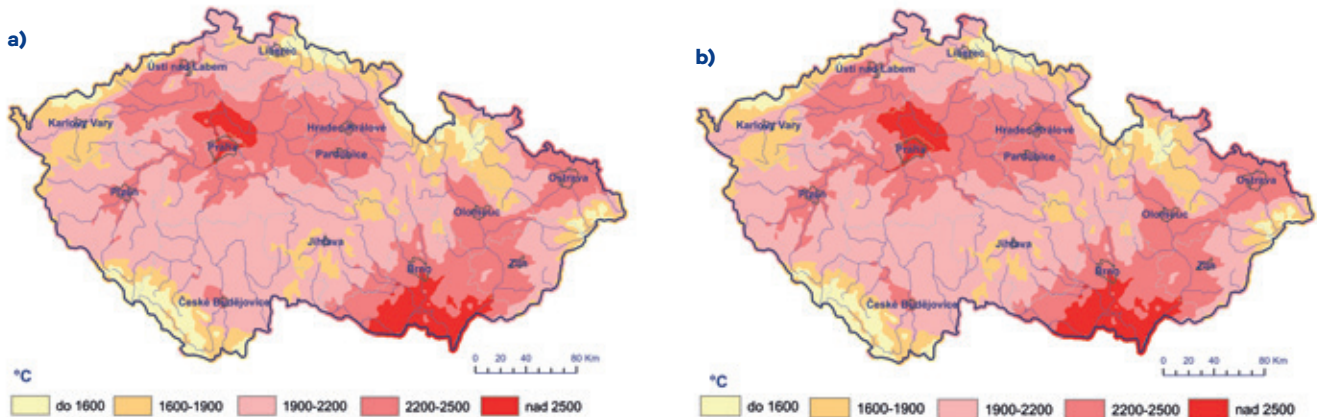 a)
Liberec
Ústí nad Labem
Karlovy Vary
Hradec Králové
Praha
Pardubice
Plzeň
Ostrava
Olomouc
Jihlava
Brno
Zlín
České Budějovice
0 20 40 80 Km
°C
do 1600 1600-1900 1900-2200 2200-2500 nad 2500
b)
Liberec
Ústí nad Labem
Karlovy Vary
Hradec Králové
Praha
Pardubice
Plzeň
Ostrava
Olomouc
Jihlava
Brno
Zlín
České Budějovice
0 20 40 80 Km
°C
do 1600 1600-1900 1900-2200 2200-2500 nad 2500